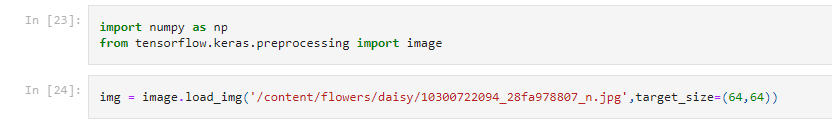 In [23]:
import numpy as np
from tensorflow.keras.preprocessing import image
In [24]:
img = image.load_img('/content/flowers/daisy/10300722094_28fa978807_n.jpg',target_size=(64,64))